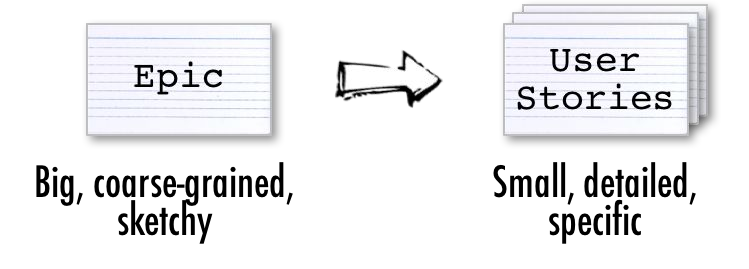 Epic
User
Stories
Big, coarse-grained,
sketchy
Small, detailed,
specific